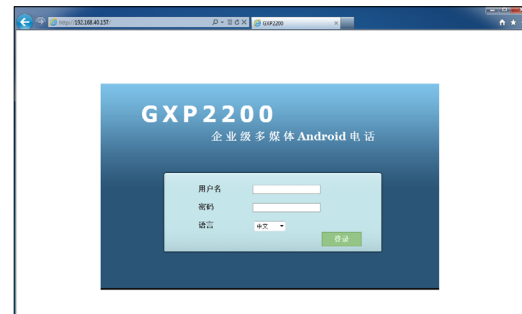 http://192.168.40.157/
GXP2200
GXP2200
企业级多媒体Android电话
用户名
密码
语言
中文
登录